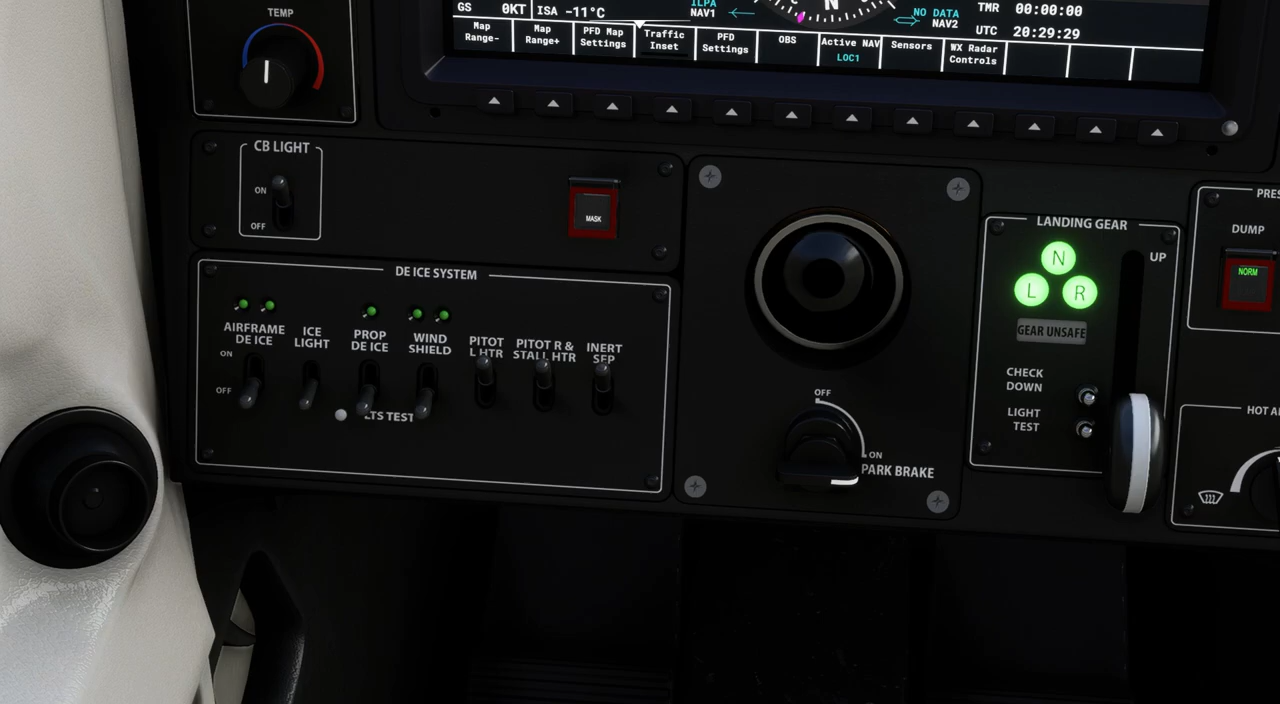 TEMP
GS 0KT ISA -11°C
ILPA
NAV1
N
NO DATA
NAV2
TMR 00:00:00
UTC 20:29:29
Map
Range-
Map
Range+
PFD Map
Settings
Traffic
Inset
PFD
Settings
OBS
Active NAV
LOC1
Sensors
WX Radar
Controls
CB LIGHT
ON
OFF
MASK
DE ICE SYSTEM
AIRFRAME
DE ICE
ICE
LIGHT
PROP
DE ICE
WIND
SHIELD
PITOT
L HTR
PITOT R &
STALL HTR
INERT
SEP
ON
OFF
LTS TEST
OFF
ON
PARK BRAKE
LANDING GEAR
N
L R
UP
GEAR UNSAFE
CHECK
DOWN
LIGHT
TEST
PRES
DUMP
NORM
HOT A